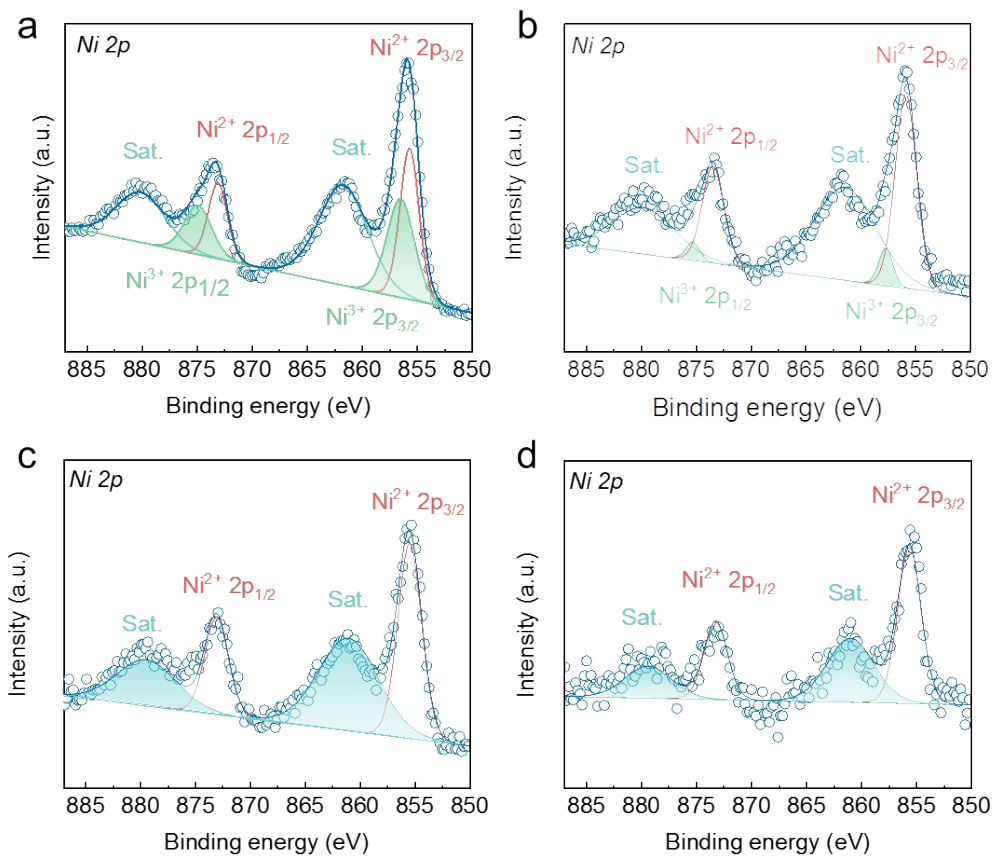 a
Ni 2p
Ni²⁺ 2p₃/₂
Ni²⁺ 2p₁/₂
Sat.
Sat.
Ni³⁺ 2p1/2
Ni³⁺ 2p₃/₂
Intensity (a.u.)
885 880 875 870 865 860 855 850
Binding energy (eV)
b
Ni 2p
Ni²⁺ 2p₃/₂
Ni²⁺ 2p₁/₂
Sat.
Sat.
Ni³⁺ 2p₁/₂
Ni³⁺ 2p₃/₂
Intensity (a.u.)
885 880 875 870 865 860 855 850
Binding energy (eV)
c
Ni 2p
Ni²⁺ 2p₃/₂
Ni²⁺ 2p₁/₂
Sat.
Sat.
Intensity (a.u.)
885 880 875 870 865 860 855 850
Binding energy (eV)
d
Ni 2p
Ni²⁺ 2p₃/₂
Ni²⁺ 2p₁/₂
Sat.
Sat.
Intensity (a.u.)
885 880 875 870 865 860 855 850
Binding energy (eV)